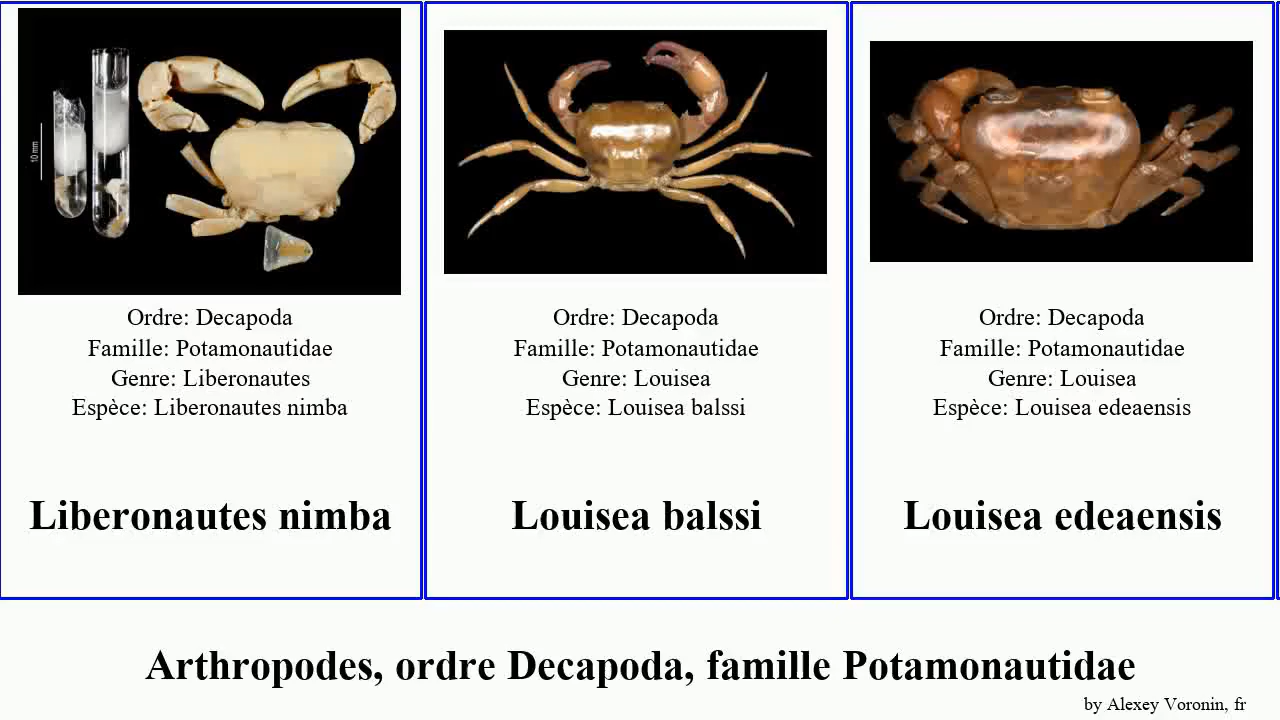 10 mm
Ordre: Decapoda
Famille: Potamonautidae
Genre: Liberonautes
Espèce: Liberonautes nimba
Liberonautes nimba
Ordre: Decapoda
Famille: Potamonautidae
Genre: Louisea
Espèce: Louisea balssi
Louisea balssi
Ordre: Decapoda
Famille: Potamonautidae
Genre: Louisea
Espèce: Louisea edeaensis
Louisea edeaensis
Arthropodes, ordre Decapoda, famille Potamonautidae
by Alexey Voronin, fr